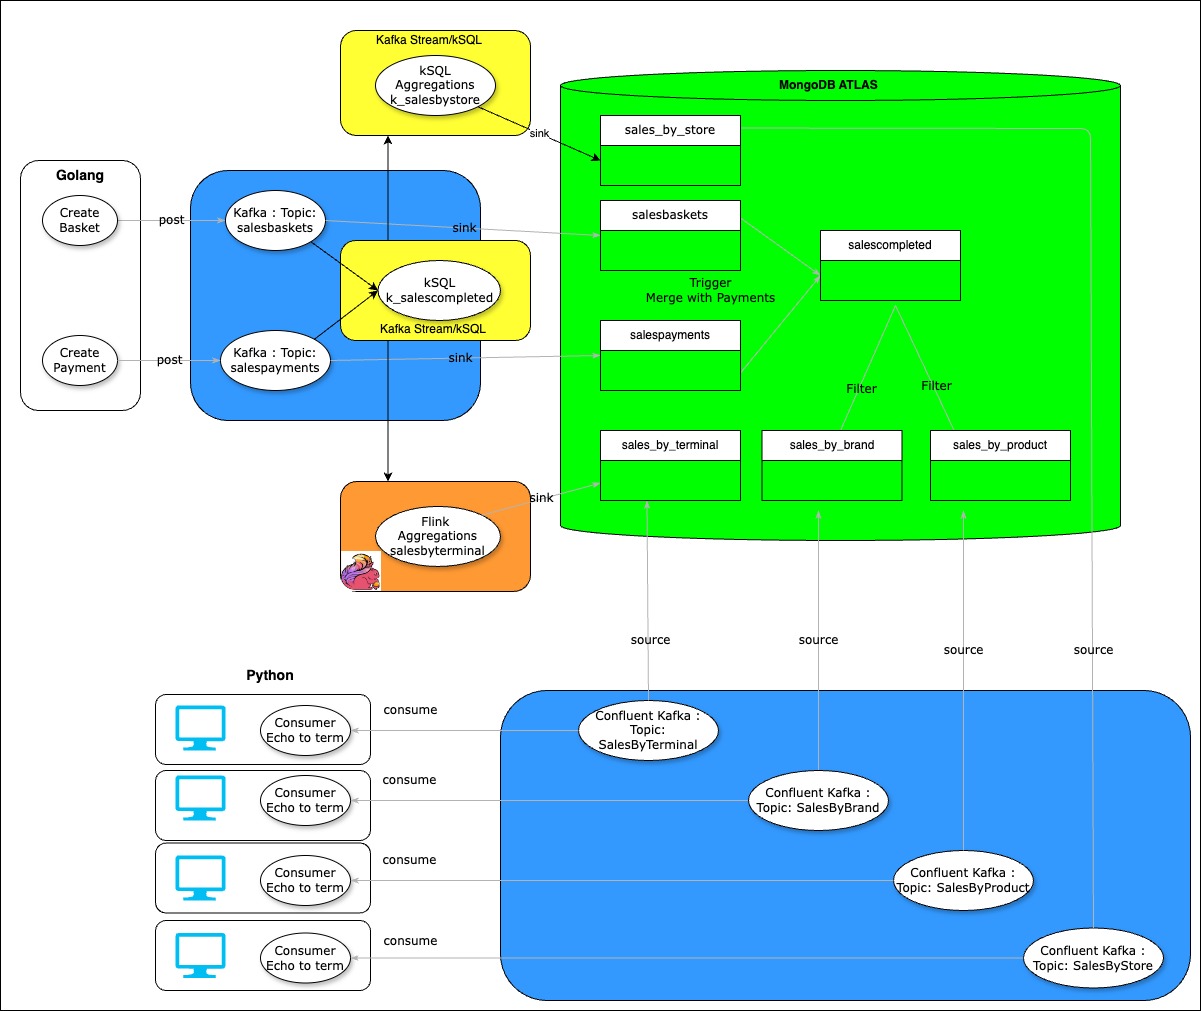 Kafka Stream/kSQL
kSQL
Aggregations
k_salesbystore
sink
MongoDB ATLAS
sales_by_store
Golang
Create
Basket
post
Kafka : Topic:
salesbaskets
sink
salesbaskets
salescompleted
kSQL
k_salescompleted
Kafka Stream/kSQL
Trigger
Merge with Payments
Create
Payment
post
Kafka : Topic:
salespayments
sink
salespayments
Filter
Filter
sales_by_terminal
sales_by_brand
sales_by_product
Flink
Aggregations
salesbyterminal
sink
source
source
source
source
Python
Consumer
Echo to term
consume
Confluent Kafka :
Topic:
SalesByTerminal
Consumer
Echo to term
consume
Confluent Kafka :
Topic: SalesByBrand
Consumer
Echo to term
consume
Confluent Kafka :
Topic: SalesByProduct
Consumer
Echo to term
consume
Confluent Kafka :
Topic: SalesByStore